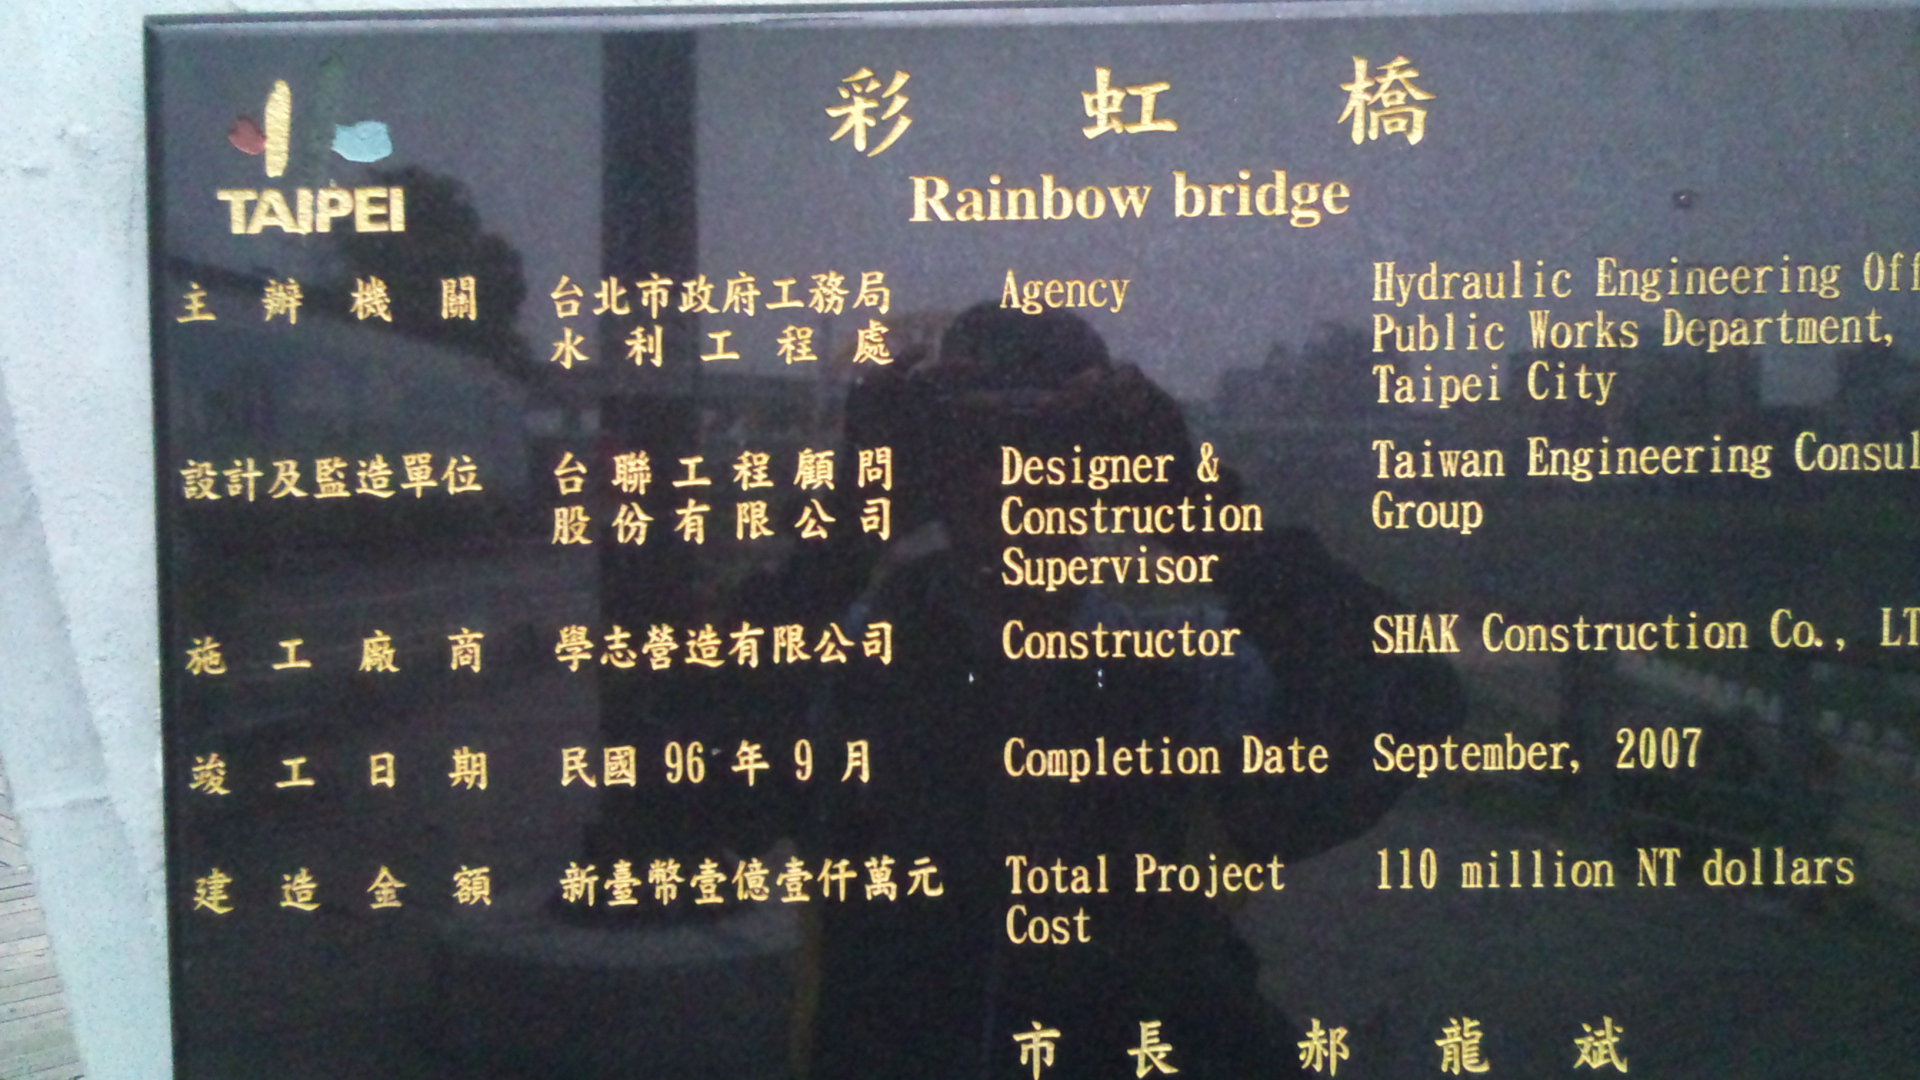 TAIPEI
彩虹橋
Rainbow bridge
主辦機關 台北市政府工務局 Agency Hydraulic Engineering Off
水利工程處 Public Works Department,
Taipei City
設計及監造單位 台聯工程顧問 Designer & Taiwan Engineering Consul
股份有限公司 Construction Group
Supervisor
施工廠商 學志營造有限公司 Constructor SHAK Construction Co., LT
竣工日期 民國 96 年 9 月 Completion Date September, 2007
建造金額 新臺幣壹億壹仟萬元 Total Project 110 million NT dollars
Cost
市長 郝龍斌